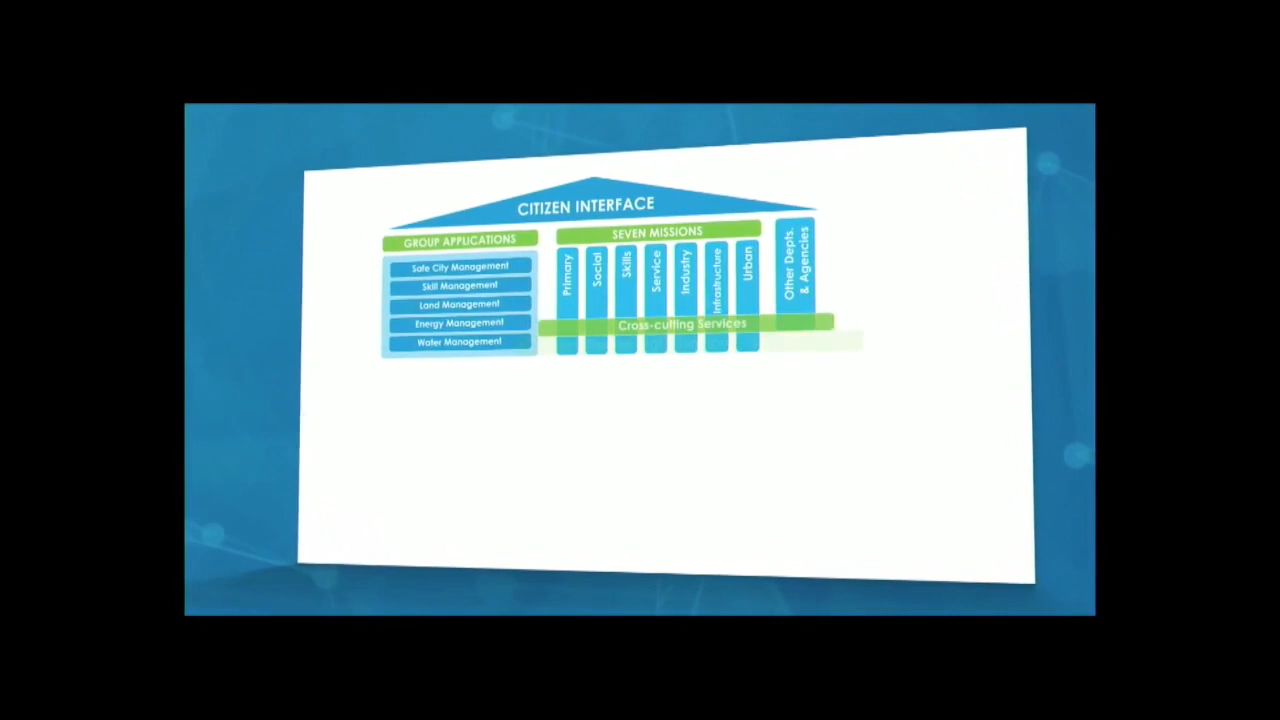 CITIZEN INTERFACE
GROUP APPLICATIONS
Safe City Management
Skill Management
Land Management
Energy Management
Water Management
SEVEN MISSIONS
Primary
Social
Skills
Service
Industry
Infrastructure
Urban
Other Depts.
& Agencies
Cross-cutting Services